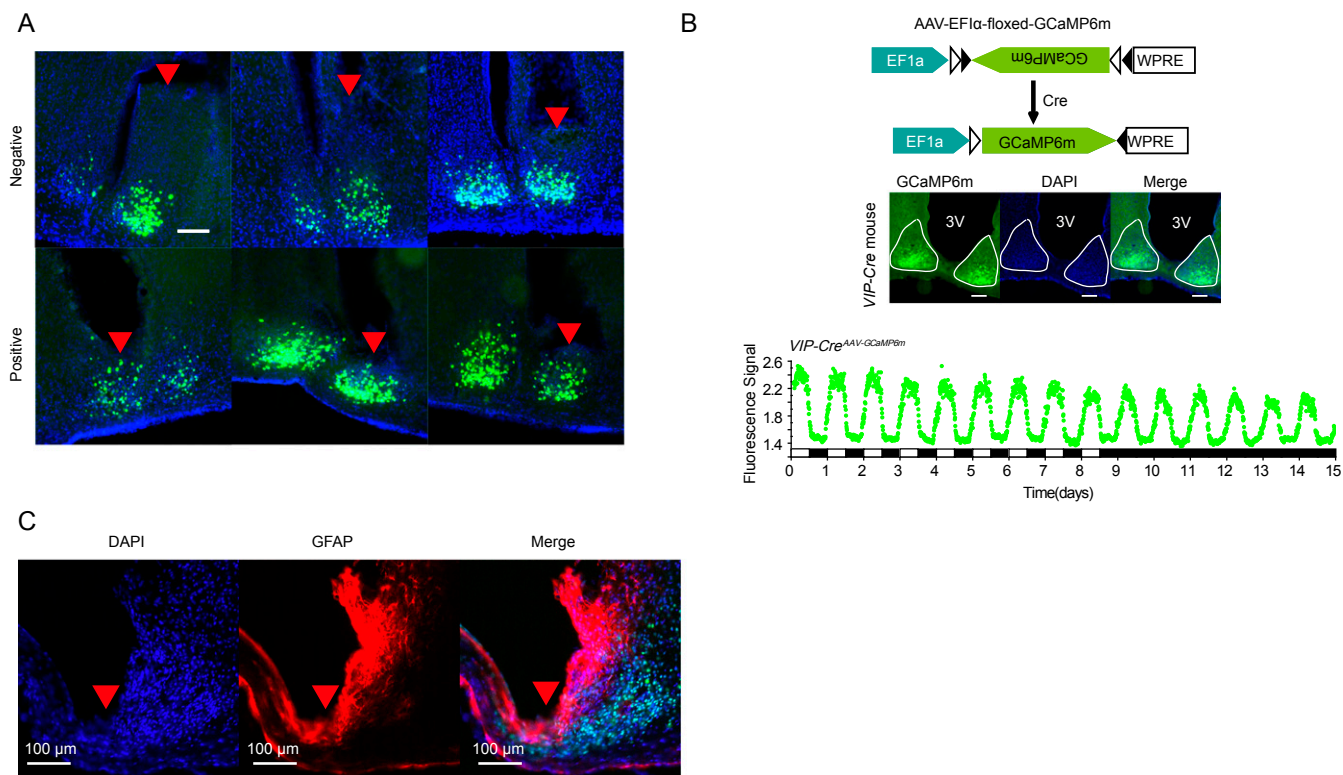 A
Negative
Positive
B
AAV-EFIα-floxed-GCaMP6m
EF1a
GCaMP6m
WPRE
Cre
EF1a
GCaMP6m
WPRE
GCaMP6m
DAPI
Merge
VIP-Cre mouse
3V
3V
3V
VIP-Cre^AAV-GCaMP6m
Fluorescence Signal
2.6
2.2
1.8
1.4
0 1 2 3 4 5 6 7 8 9 10 11 12 13 14 15
Time(days)
C
DAPI
GFAP
Merge
100 µm
100 µm
100 µm